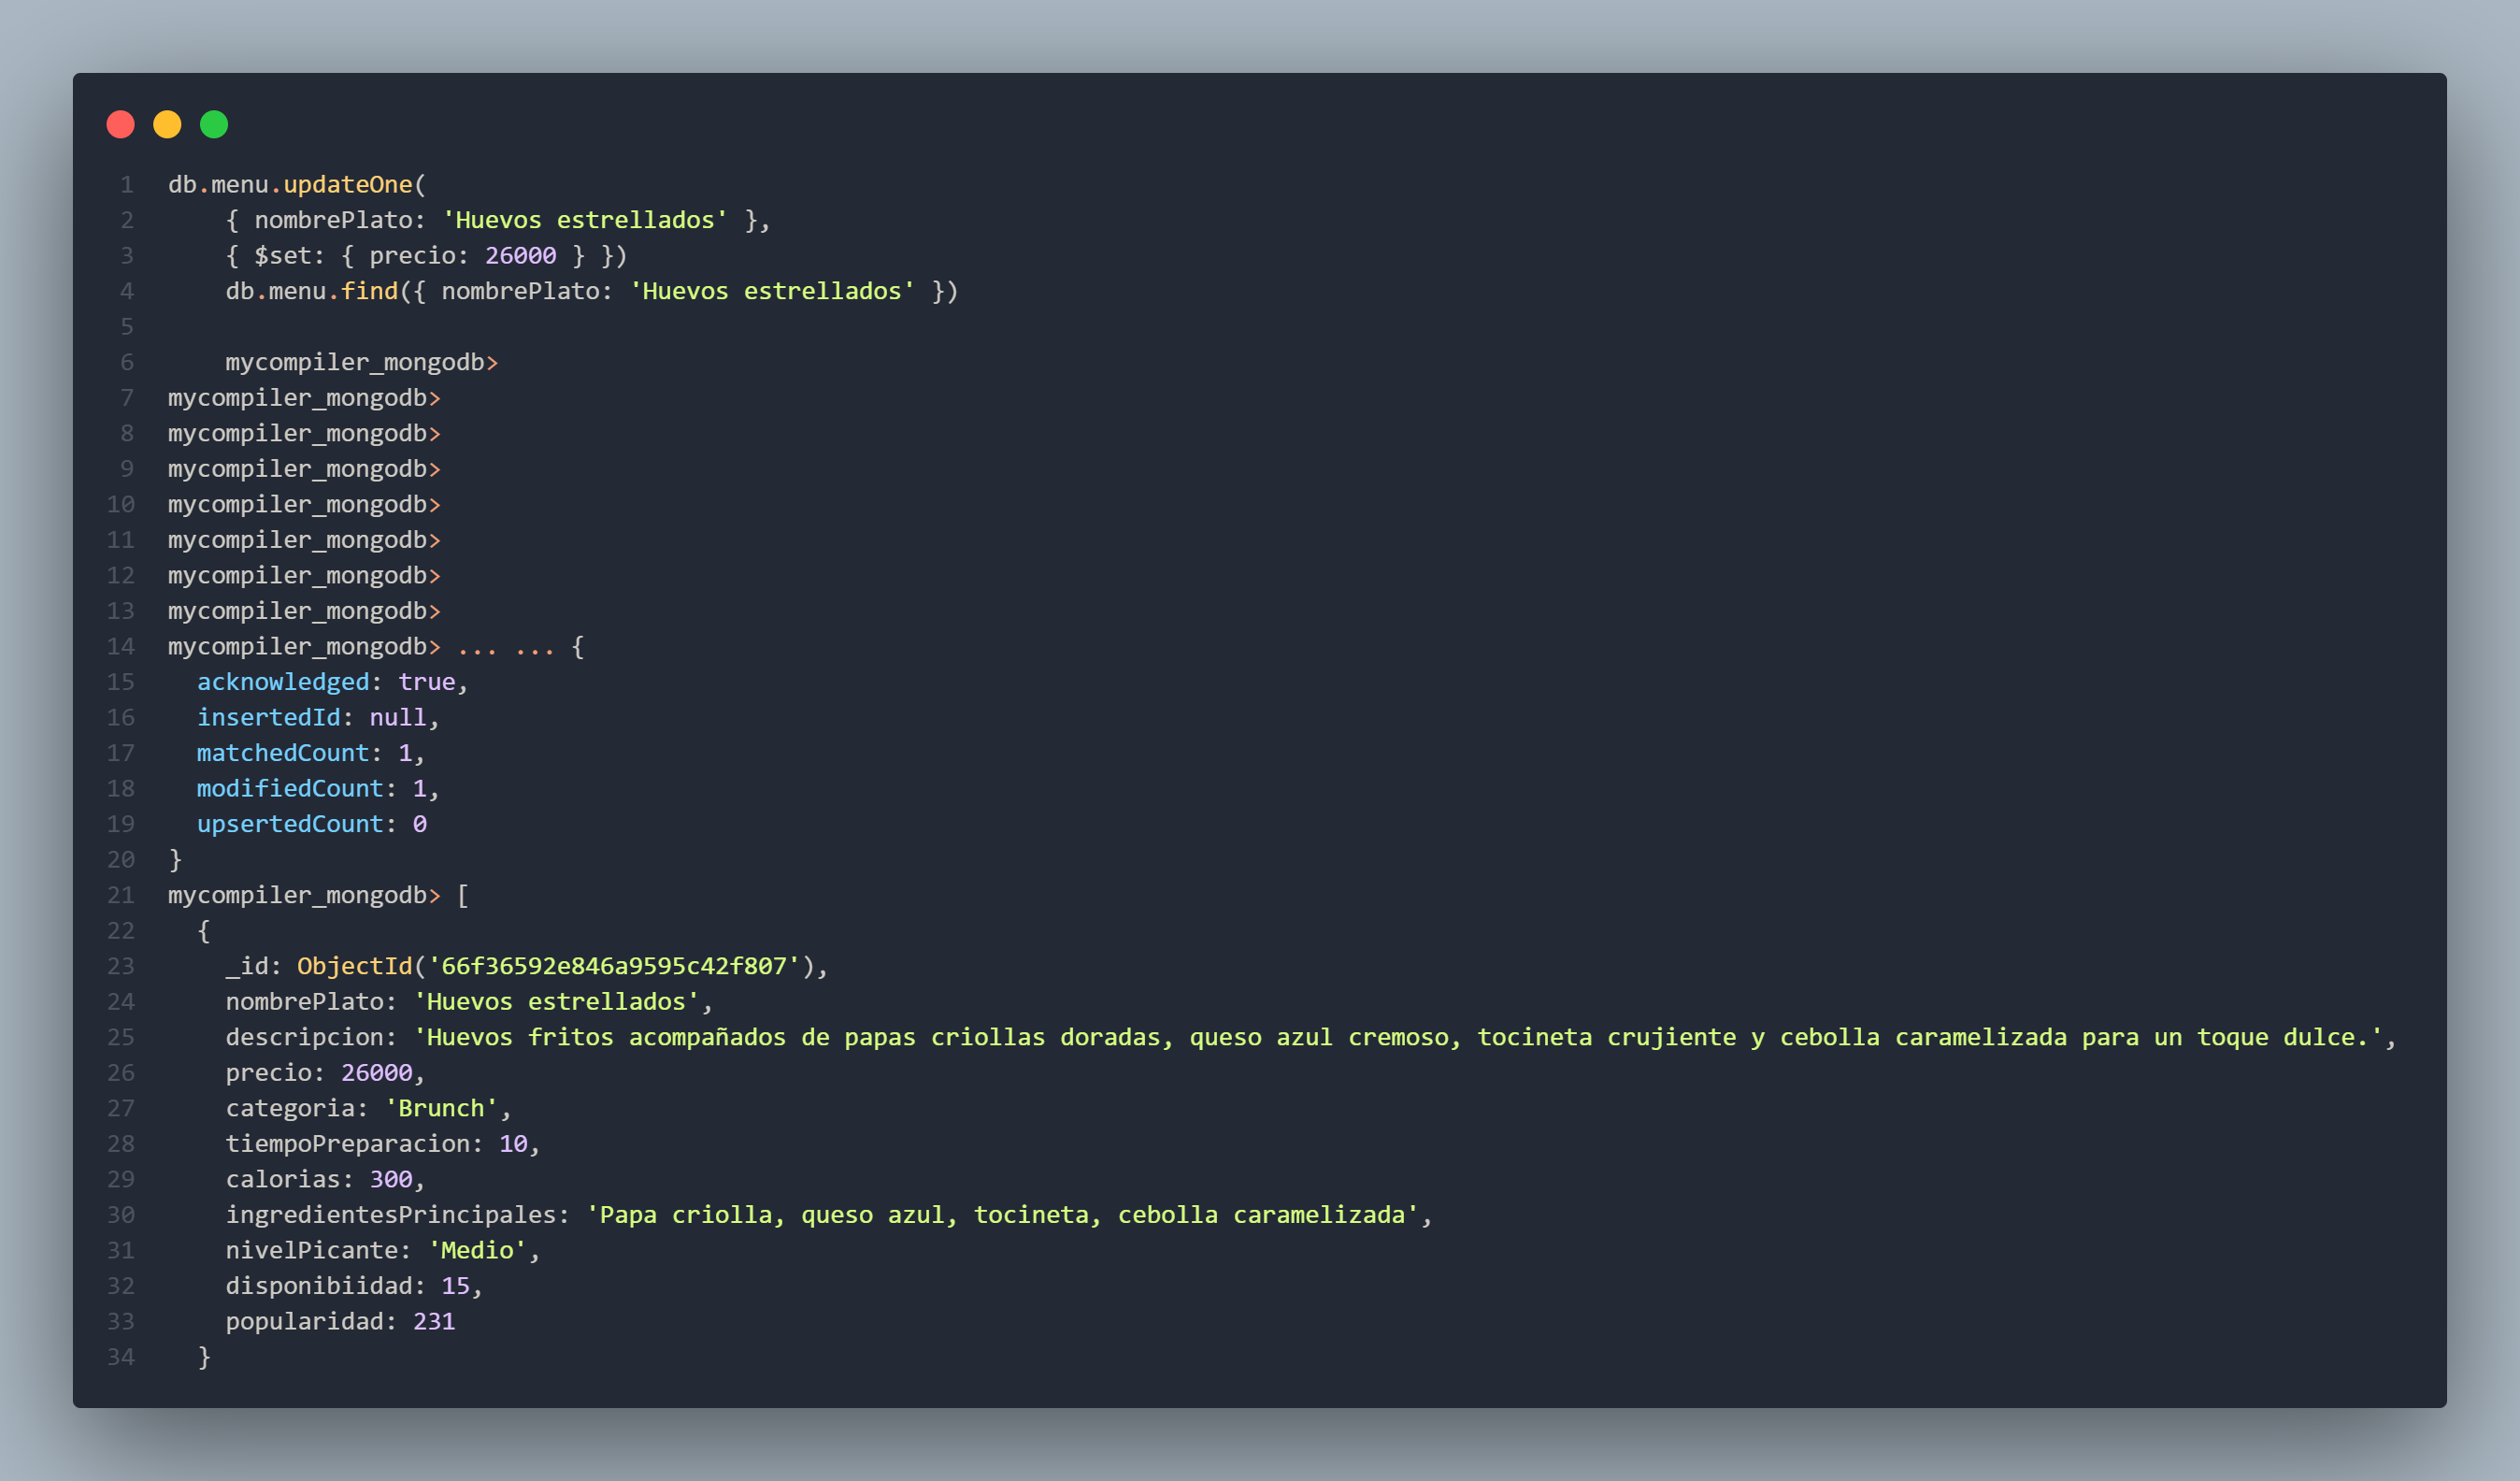 1 db.menu.updateOne(
2     { nombrePlato: 'Huevos estrellados' },
3     { $set: { precio: 26000 } })
4     db.menu.find({ nombrePlato: 'Huevos estrellados' })
5
6     mycompiler_mongodb>
7 mycompiler_mongodb>
8 mycompiler_mongodb>
9 mycompiler_mongodb>
10 mycompiler_mongodb>
11 mycompiler_mongodb>
12 mycompiler_mongodb>
13 mycompiler_mongodb>
14 mycompiler_mongodb> ... ... {
15   acknowledged: true,
16   insertedId: null,
17   matchedCount: 1,
18   modifiedCount: 1,
19   upsertedCount: 0
20 }
21 mycompiler_mongodb> [
22   {
23     _id: ObjectId('66f36592e846a9595c42f807'),
24     nombrePlato: 'Huevos estrellados',
25     descripcion: 'Huevos fritos acompañados de papas criollas doradas, queso azul cremoso, tocineta crujiente y cebolla caramelizada para un toque dulce.',
26     precio: 26000,
27     categoria: 'Brunch',
28     tiempoPreparacion: 10,
29     calorias: 300,
30     ingredientesPrincipales: 'Papa criolla, queso azul, tocineta, cebolla caramelizada',
31     nivelPicante: 'Medio',
32     disponibiidad: 15,
33     popularidad: 231
34   }